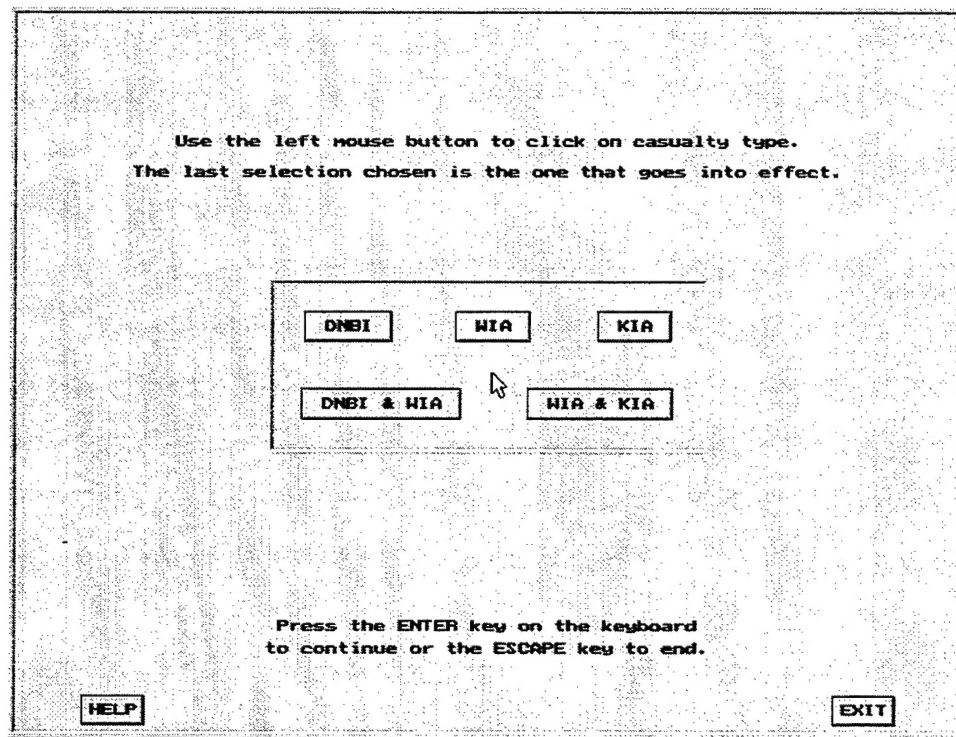 Use the left mouse button to click on casualty type.
The last selection chosen is the one that goes into effect.
DNBI WIA KIA
DNBI & WIA WIA & KIA
Press the ENTER key on the keyboard
to continue or the ESCAPE key to end.
HELP EXIT